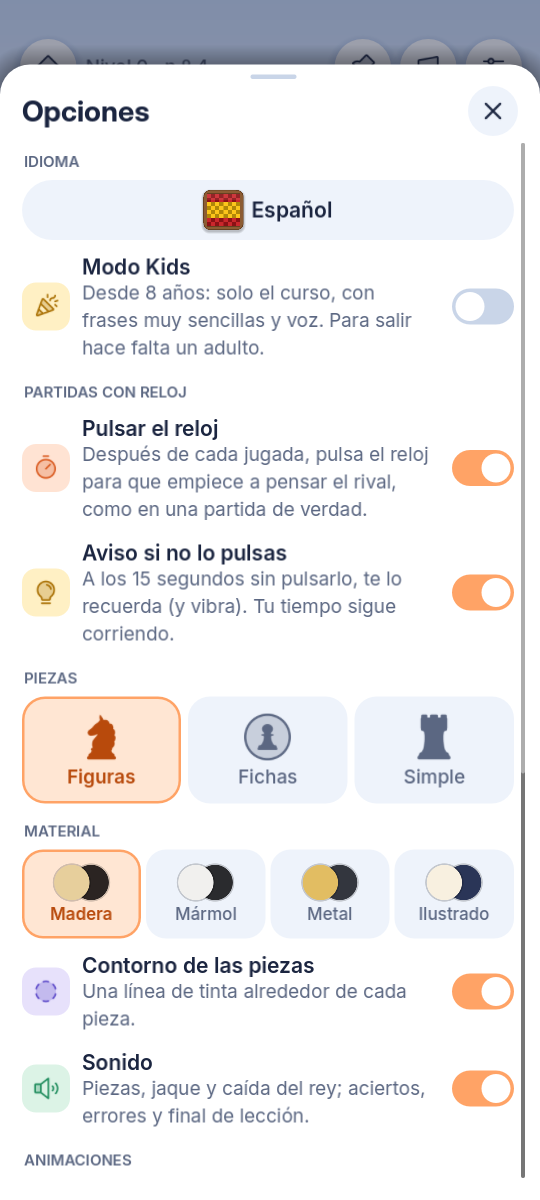 Opciones
IDIOMA
Español
Modo Kids
Desde 8 años: solo el curso, con
frases muy sencillas y voz. Para salir
hace falta un adulto.
PARTIDAS CON RELOJ
Pulsar el reloj
Después de cada jugada, pulsa el reloj
para que empiece a pensar el rival,
como en una partida de verdad.
Aviso si no lo pulsas
A los 15 segundos sin pulsarlo, te lo
recuerda (y vibra). Tu tiempo sigue
corriendo.
PIEZAS
Figuras
Fichas
Simple
MATERIAL
Madera
Mármol
Metal
Ilustrado
Contorno de las piezas
Una línea de tinta alrededor de cada
pieza.
Sonido
Piezas, jaque y caída del rey; aciertos,
errores y final de lección.
ANIMACIONES